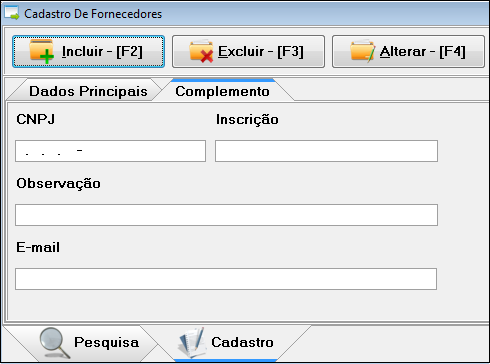 Cadastro De Fornecedores
Incluir - [F2] Excluir - [F3] Alterar - [F4]
Dados Principais Complemento
CNPJ Inscrição
. . . -
Observação
E-mail
Pesquisa Cadastro